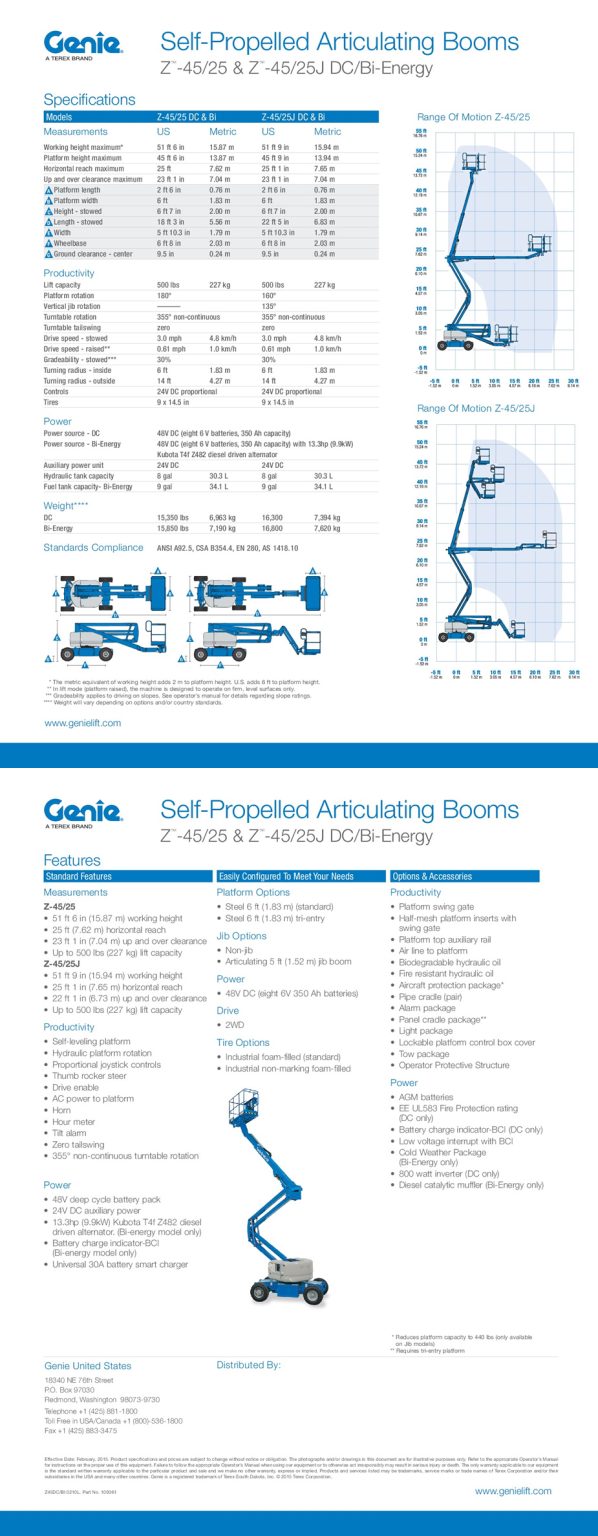 Genie
A TEREX BRAND
Self-Propelled Articulating Booms
Z™-45/25 & Z™-45/25J DC/Bi-Energy
Specifications
Models Z-45/25 DC & Bi Z-45/25J DC & Bi
Measurements US Metric US Metric
Working height maximum* 51 ft 6 in 15.87 m 51 ft 9 in 15.94 m
Platform height maximum 45 ft 6 in 13.87 m 45 ft 9 in 13.94 m
Horizontal reach maximum 25 ft 7.62 m 25 ft 1 in 7.65 m
Up and over clearance maximum 23 ft 1 in 7.04 m 23 ft 1 in 7.04 m
Platform length 2 ft 6 in 0.76 m 2 ft 6 in 0.76 m
Platform width 6 ft 1.83 m 6 ft 1.83 m
Height - stowed 6 ft 7 in 2.00 m 6 ft 7 in 2.00 m
Length - stowed 18 ft 3 in 5.56 m 22 ft 5 in 6.83 m
Width 5 ft 10.3 in 1.79 m 5 ft 10.3 in 1.79 m
Wheelbase 6 ft 8 in 2.03 m 6 ft 8 in 2.03 m
Ground clearance - center 9.5 in 0.24 m 9.5 in 0.24 m
Productivity
Lift capacity 500 lbs 227 kg 500 lbs 227 kg
Platform rotation 180° 160°
Vertical jib rotation ——— 135°
Turntable rotation 355° non-continuous 355° non-continuous
Turntable tailswing zero zero
Drive speed - stowed 3.0 mph 4.8 km/h 3.0 mph 4.8 km/h
Drive speed - raised** 0.61 mph 1.0 km/h 0.61 mph 1.0 km/h
Gradeability - stowed*** 30% 30%
Turning radius - inside 6 ft 1.83 m 6 ft 1.83 m
Turning radius - outside 14 ft 4.27 m 14 ft 4.27 m
Controls 24V DC proportional 24V DC proportional
Tires 9 x 14.5 in 9 x 14.5 in
Power
Power source - DC 48V DC (eight 6 V batteries, 350 Ah capacity)
Power source - Bi-Energy 48V DC (eight 6 V batteries, 350 Ah capacity) with 13.3hp (9.9kW)
Kubota T4f Z482 diesel driven alternator
Auxiliary power unit 24V DC 24V DC
Hydraulic tank capacity 8 gal 30.3 L 8 gal 30.3 L
Fuel tank capacity- Bi-Energy 9 gal 34.1 L 9 gal 34.1 L
Weight****
DC 15,350 lbs 6,963 kg 16,300 7,394 kg
Bi-Energy 15,850 lbs 7,190 kg 16,800 7,620 kg
Standards Compliance ANSI A92.5, CSA B354.4, EN 280, AS 1418.10
* The metric equivalent of working height adds 2 m to platform height. U.S. adds 6 ft to platform height.
** In lift mode (platform raised), the machine is designed to operate on firm, level surfaces only.
*** Gradeability applies to driving on slopes. See operator's manual for details regarding slope ratings.
**** Weight will vary depending on options and/or country standards.
www.genielift.com
Range Of Motion Z-45/25
55 ft
16.76 m
50 ft
15.24 m
45 ft
13.72 m
40 ft
12.19 m
35 ft
10.67 m
30 ft
9.14 m
25 ft
7.62 m
20 ft
6.10 m
15 ft
4.57 m
10 ft
3.05 m
5 ft
1.52 m
0 ft
0 m
-5 ft
-1.52 m
-5 ft 0 ft 5 ft 10 ft 15 ft 20 ft 25 ft 30 ft
-1.52 m 0 m 1.52 m 3.05 m 4.57 m 6.10 m 7.62 m 9.14 m
Range Of Motion Z-45/25J
55 ft
16.76 m
50 ft
15.24 m
45 ft
13.72 m
40 ft
12.19 m
35 ft
10.67 m
30 ft
9.14 m
25 ft
7.62 m
20 ft
6.10 m
15 ft
4.57 m
10 ft
3.05 m
5 ft
1.52 m
0 ft
0 m
-5 ft
-1.52 m
-5 ft 0 ft 5 ft 10 ft 15 ft 20 ft 25 ft 30 ft
-1.52 m 0 m 1.52 m 3.05 m 4.57 m 6.10 m 7.62 m 9.14 m
Genie
A TEREX BRAND
Self-Propelled Articulating Booms
Z™-45/25 & Z™-45/25J DC/Bi-Energy
Features
Standard Features
Measurements
Z-45/25
• 51 ft 6 in (15.87 m) working height
• 25 ft (7.62 m) horizontal reach
• 23 ft 1 in (7.04 m) up and over clearance
• Up to 500 lbs (227 kg) lift capacity
Z-45/25J
• 51 ft 9 in (15.94 m) working height
• 25 ft 1 in (7.65 m) horizontal reach
• 22 ft 1 in (6.73 m) up and over clearance
• Up to 500 lbs (227 kg) lift capacity
Productivity
• Self-leveling platform
• Hydraulic platform rotation
• Proportional joystick controls
• Thumb rocker steer
• Drive enable
• AC power to platform
• Horn
• Hour meter
• Tilt alarm
• Zero tailswing
• 355° non-continuous turntable rotation
Power
• 48V deep cycle battery pack
• 24V DC auxiliary power
• 13.3hp (9.9kW) Kubota T4f Z482 diesel
driven alternator. (Bi-energy model only)
• Battery charge indicator-BCI
(Bi-energy model only)
• Universal 30A battery smart charger
Easily Configured To Meet Your Needs
Platform Options
• Steel 6 ft (1.83 m) (standard)
• Steel 6 ft (1.83 m) tri-entry
Jib Options
• Non-jib
• Articulating 5 ft (1.52 m) jib boom
Power
• 48V DC (eight 6V 350 Ah batteries)
Drive
• 2WD
Tire Options
• Industrial foam-filled (standard)
• Industrial non-marking foam-filled
Options & Accessories
Productivity
• Platform swing gate
• Half-mesh platform inserts with
swing gate
• Platform top auxiliary rail
• Air line to platform
• Biodegradable hydraulic oil
• Fire resistant hydraulic oil
• Aircraft protection package*
• Pipe cradle (pair)
• Alarm package
• Panel cradle package**
• Light package
• Lockable platform control box cover
• Tow package
• Operator Protective Structure
Power
• AGM batteries
• EE UL583 Fire Protection rating
(DC only)
• Battery charge indicator-BCI (DC only)
• Low voltage interrupt with BCI
• Cold Weather Package
(Bi-Energy only)
• 800 watt inverter (DC only)
• Diesel catalytic muffler (Bi-Energy only)
* Reduces platform capacity to 440 lbs (only available
on Jib models)
** Requires tri-entry platform
Genie United States
18340 NE 76th Street
P.O. Box 97030
Redmond, Washington 98073-9730
Telephone +1 (425) 881-1800
Toll Free in USA/Canada +1 (800)-536-1800
Fax +1 (425) 883-3475
Distributed By:
Effective Date: February, 2015. Product specifications and prices are subject to change without notice or obligation. The photographs and/or drawings in this document are for illustrative purposes only. Refer to the appropriate Operator's Manual
for instructions on the proper use of this equipment. Failure to follow the appropriate Operator's Manual when using our equipment or to otherwise act irresponsibly may result in serious injury or death. The only warranty applicable to our equipment
is the standard written warranty applicable to the particular product and sale and we make no other warranty, express or implied. Products and services listed may be trademarks, service marks or trade names of Terex Corporation and/or their
subsidiaries in the USA and many other countries. Genie is a registered trademark of Terex South Dakota, Inc. © 2015 Terex Corporation.
www.genielift.com